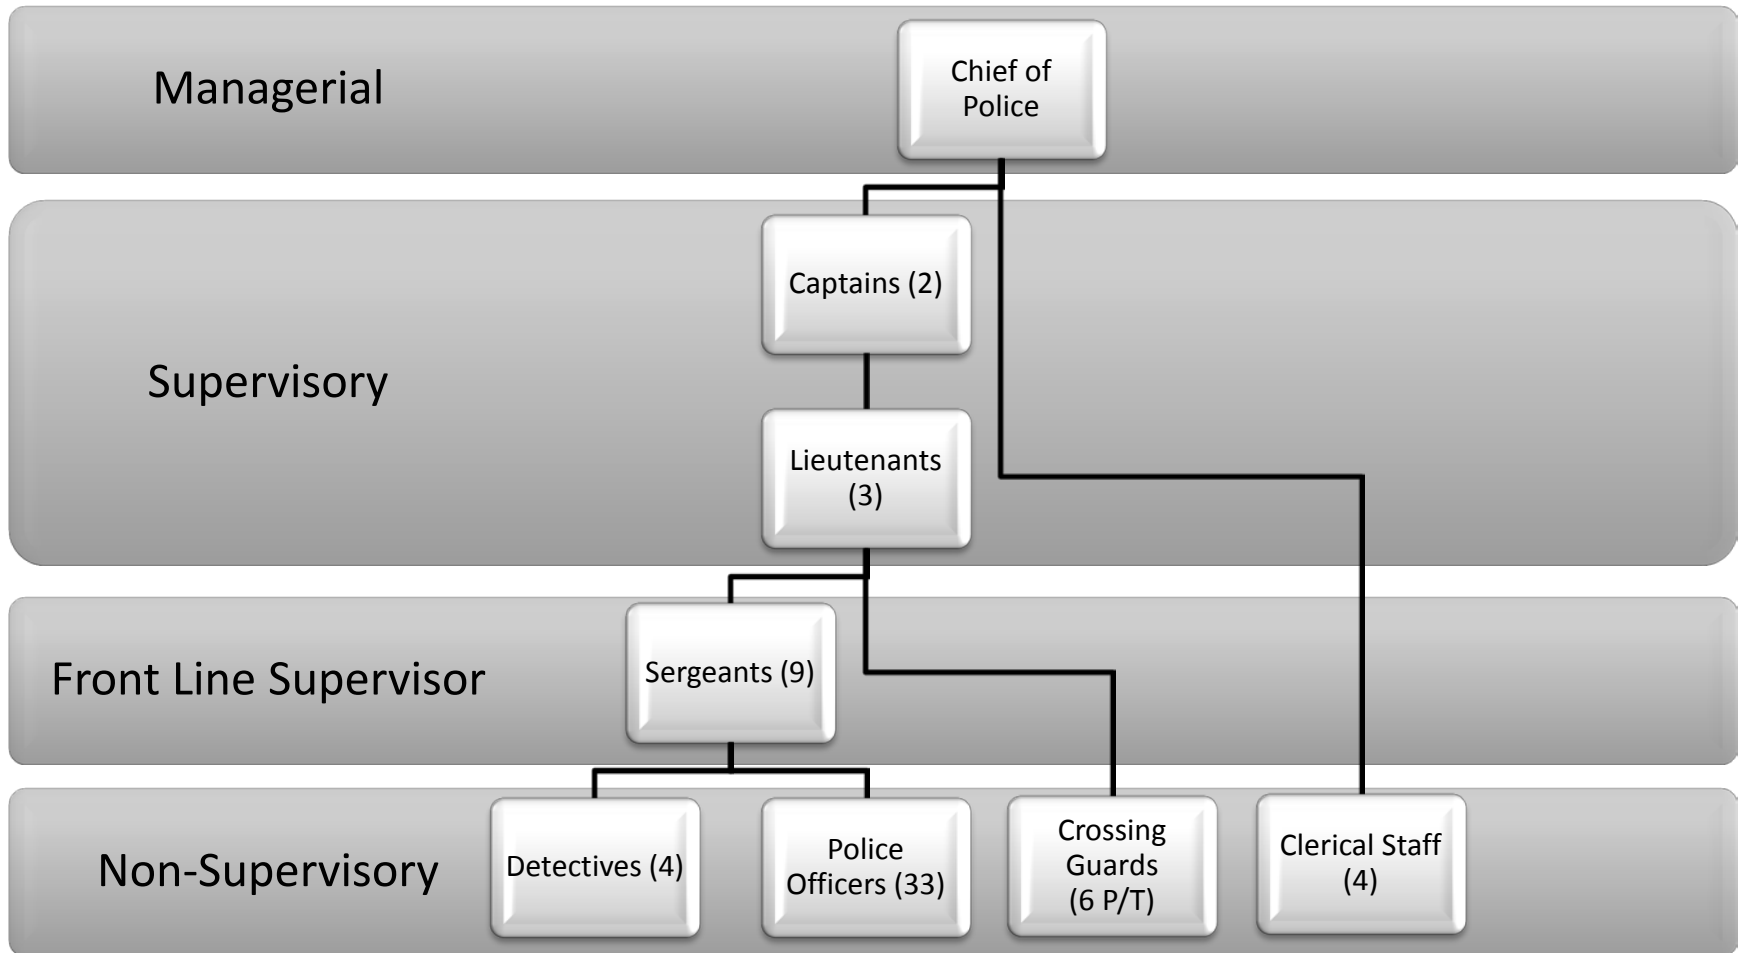 Managerial
Chief of
Police
Supervisory
Captains (2)
Lieutenants
(3)
Front Line Supervisor
Sergeants (9)
Non-Supervisory
Detectives (4)
Police
Officers (33)
Crossing
Guards
(6 P/T)
Clerical Staff
(4)